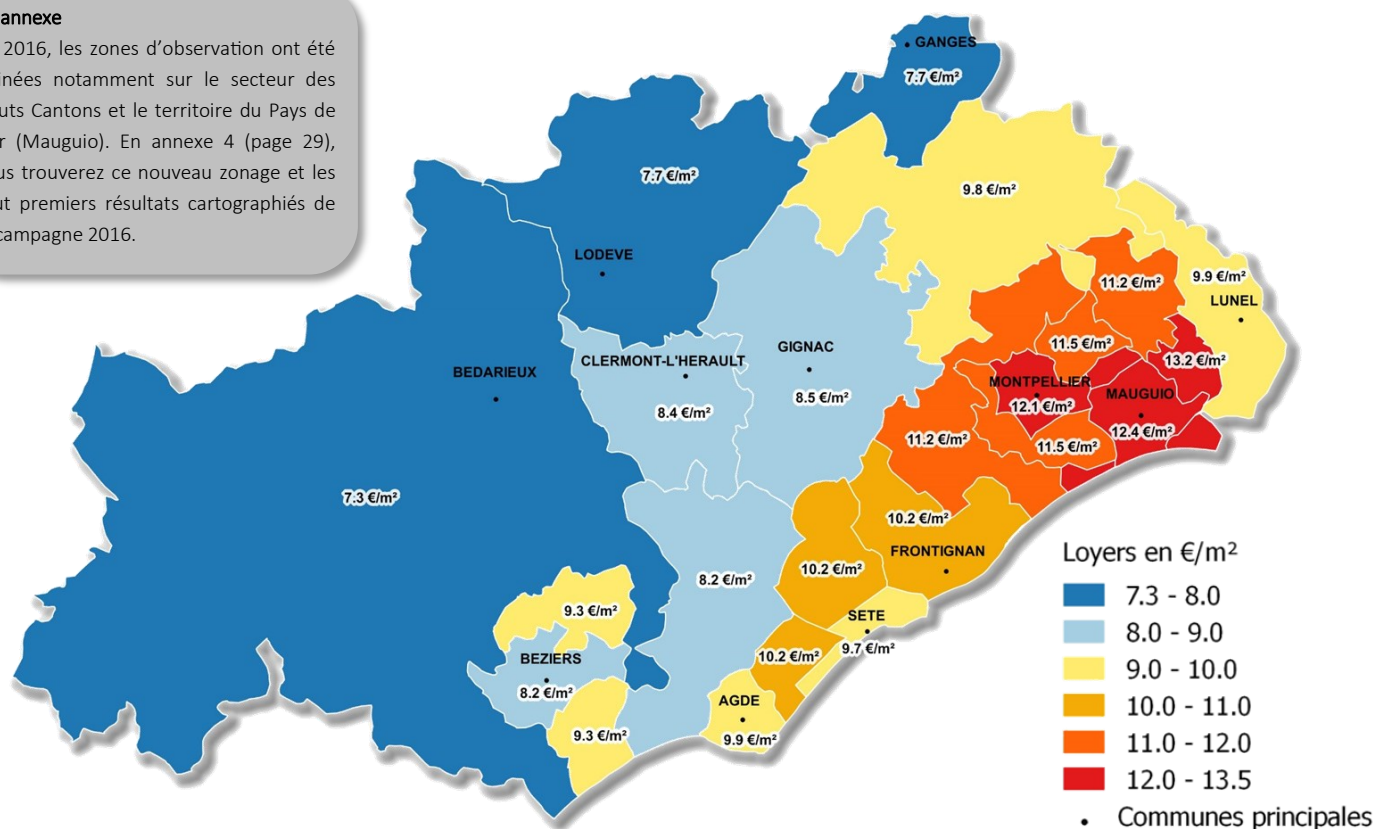 annexe
2016, les zones d’observation ont été
inées notamment sur le secteur des
uts Cantons et le territoire du Pays de
r (Mauguio). En annexe 4 (page 29),
us trouverez ce nouveau zonage et les
ut premiers résultats cartographiés de
campagne 2016.
GANGES
7.7 €/m²
7.7 €/m²
9.8 €/m²
LODEVE
9.9 €/m²
11.2 €/m²
LUNEL
GIGNAC
11.5 €/m²
CLERMONT-L'HERAULT
13.2 €/m²
BEDARIEUX
MONTPELLIER
MAUGUIO
8.5 €/m²
12.1 €/m²
8.4 €/m²
12.4 €/m²
11.2 €/m²
11.5 €/m²
7.3 €/m²
10.2 €/m²
FRONTIGNAN
10.2 €/m²
8.2 €/m²
9.3 €/m²
SETE
9.7 €/m²
BEZIERS
10.2 €/m²
8.2 €/m²
AGDE
9.3 €/m²
9.9 €/m²
Loyers en €/m²
7.3 - 8.0
8.0 - 9.0
9.0 - 10.0
10.0 - 11.0
11.0 - 12.0
12.0 - 13.5
Communes principales